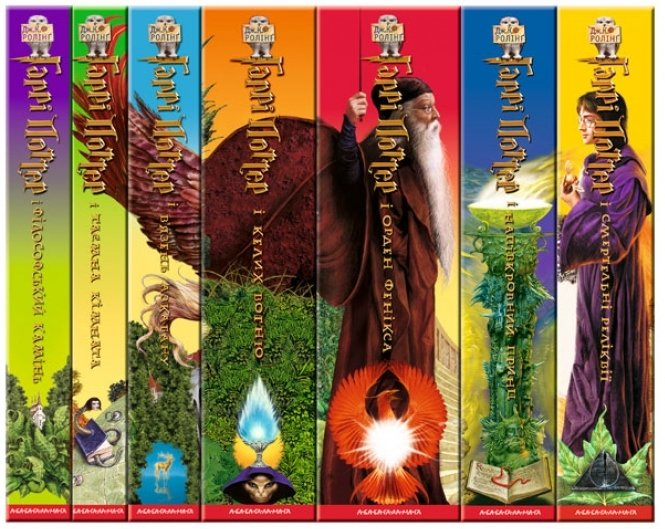 Дж.К.
РОЛІНГ
Гаррі Поттер
і філософський камінь
А-БА-БА-ГА-ЛА-МА-ГА
Дж.К.
РОЛІНГ
Гаррі Поттер
і таємна кімната
А-БА-БА-ГА-ЛА-МА-ГА
Дж.К.
РОЛІНГ
Гаррі Поттер
і в'язень Азкабану
А-БА-БА-ГА-ЛА-МА-ГА
Дж.К.
РОЛІНГ
Гаррі Поттер
і келих вогню
А-БА-БА-ГА-ЛА-МА-ГА
Дж.К.
РОЛІНГ
Гаррі Поттер
і Орден Фенікса
А-БА-БА-ГА-ЛА-МА-ГА
Дж.К.
РОЛІНГ
Гаррі Поттер
і напівкровний принц
А-БА-БА-ГА-ЛА-МА-ГА
Дж.К.
РОЛІНГ
Гаррі Поттер
і смертельні реліквії
А-БА-БА-ГА-ЛА-МА-ГА